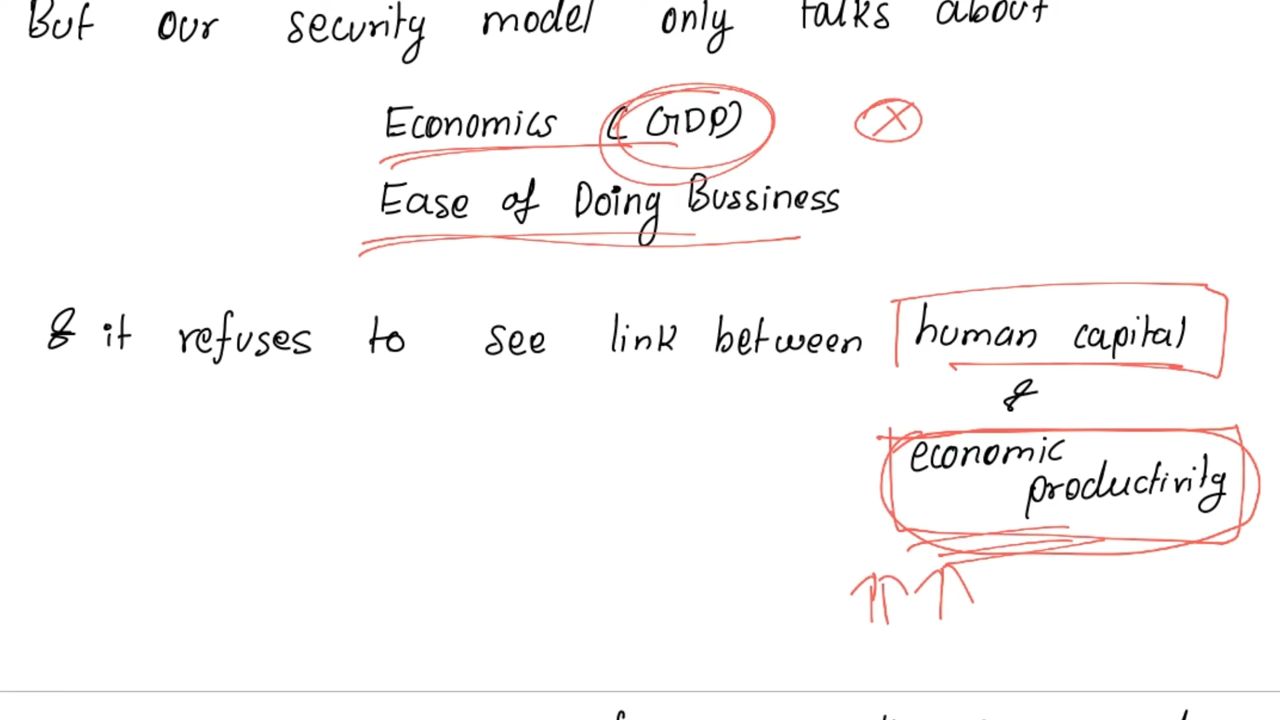 But our security model only talks about
Economics (GDP) X
Ease of Doing Bussiness
& it refuses to see link between human capital
&
economic
productivity